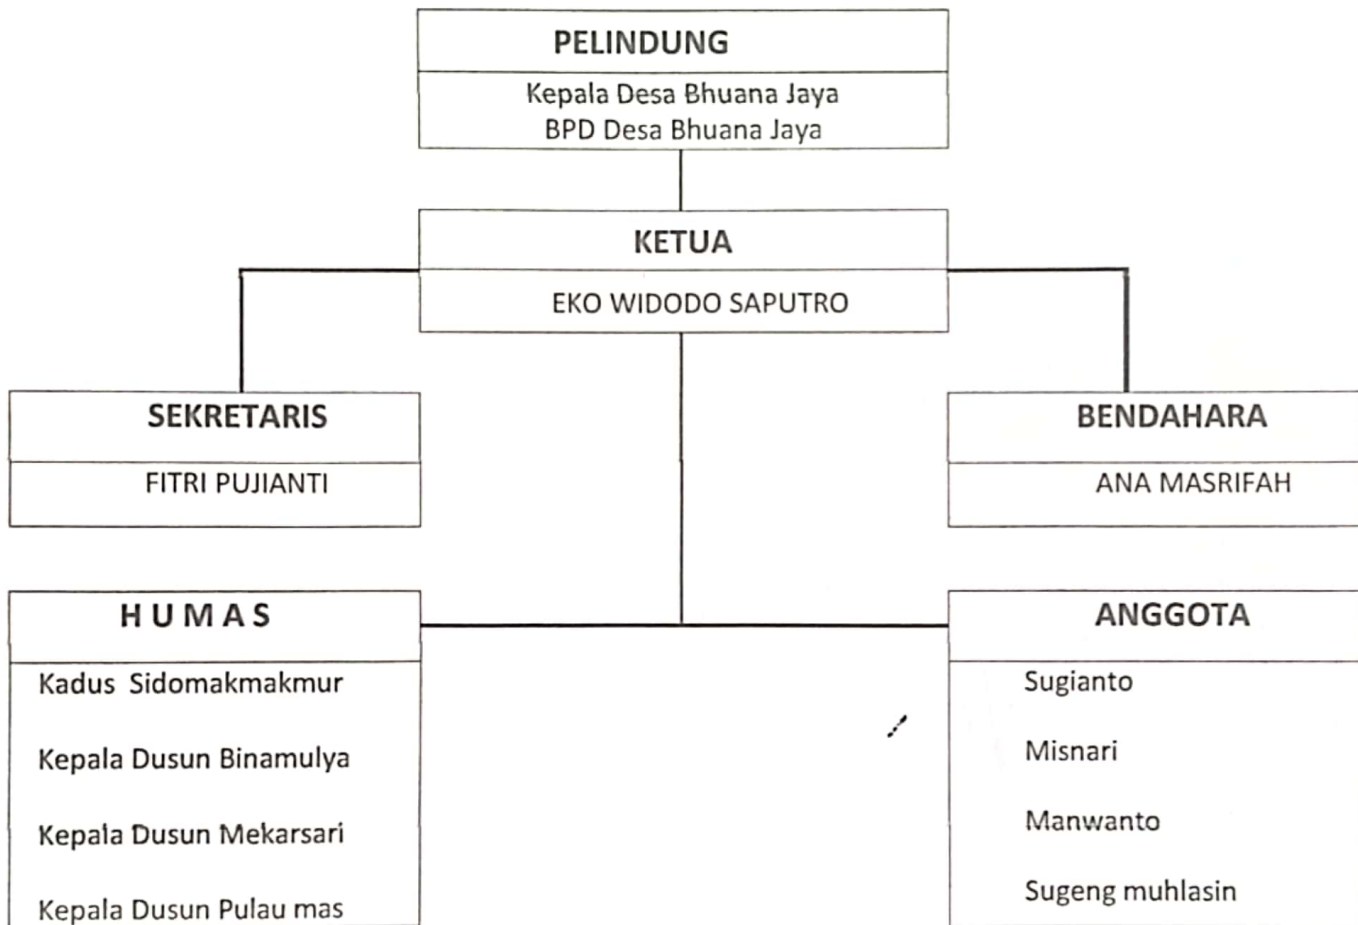 PELINDUNG
Kepala Desa Bhuana Jaya
BPD Desa Bhuana Jaya
KETUA
EKO WIDODO SAPUTRO
SEKRETARIS
FITRI PUJIANTI
BENDAHARA
ANA MASRIFAH
H U M A S
Kadus Sidomakmakmur
Kepala Dusun Binamulya
Kepala Dusun Mekarsari
Kepala Dusun Pulau mas
ANGGOTA
Sugianto
Misnari
Manwanto
Sugeng muhlasin